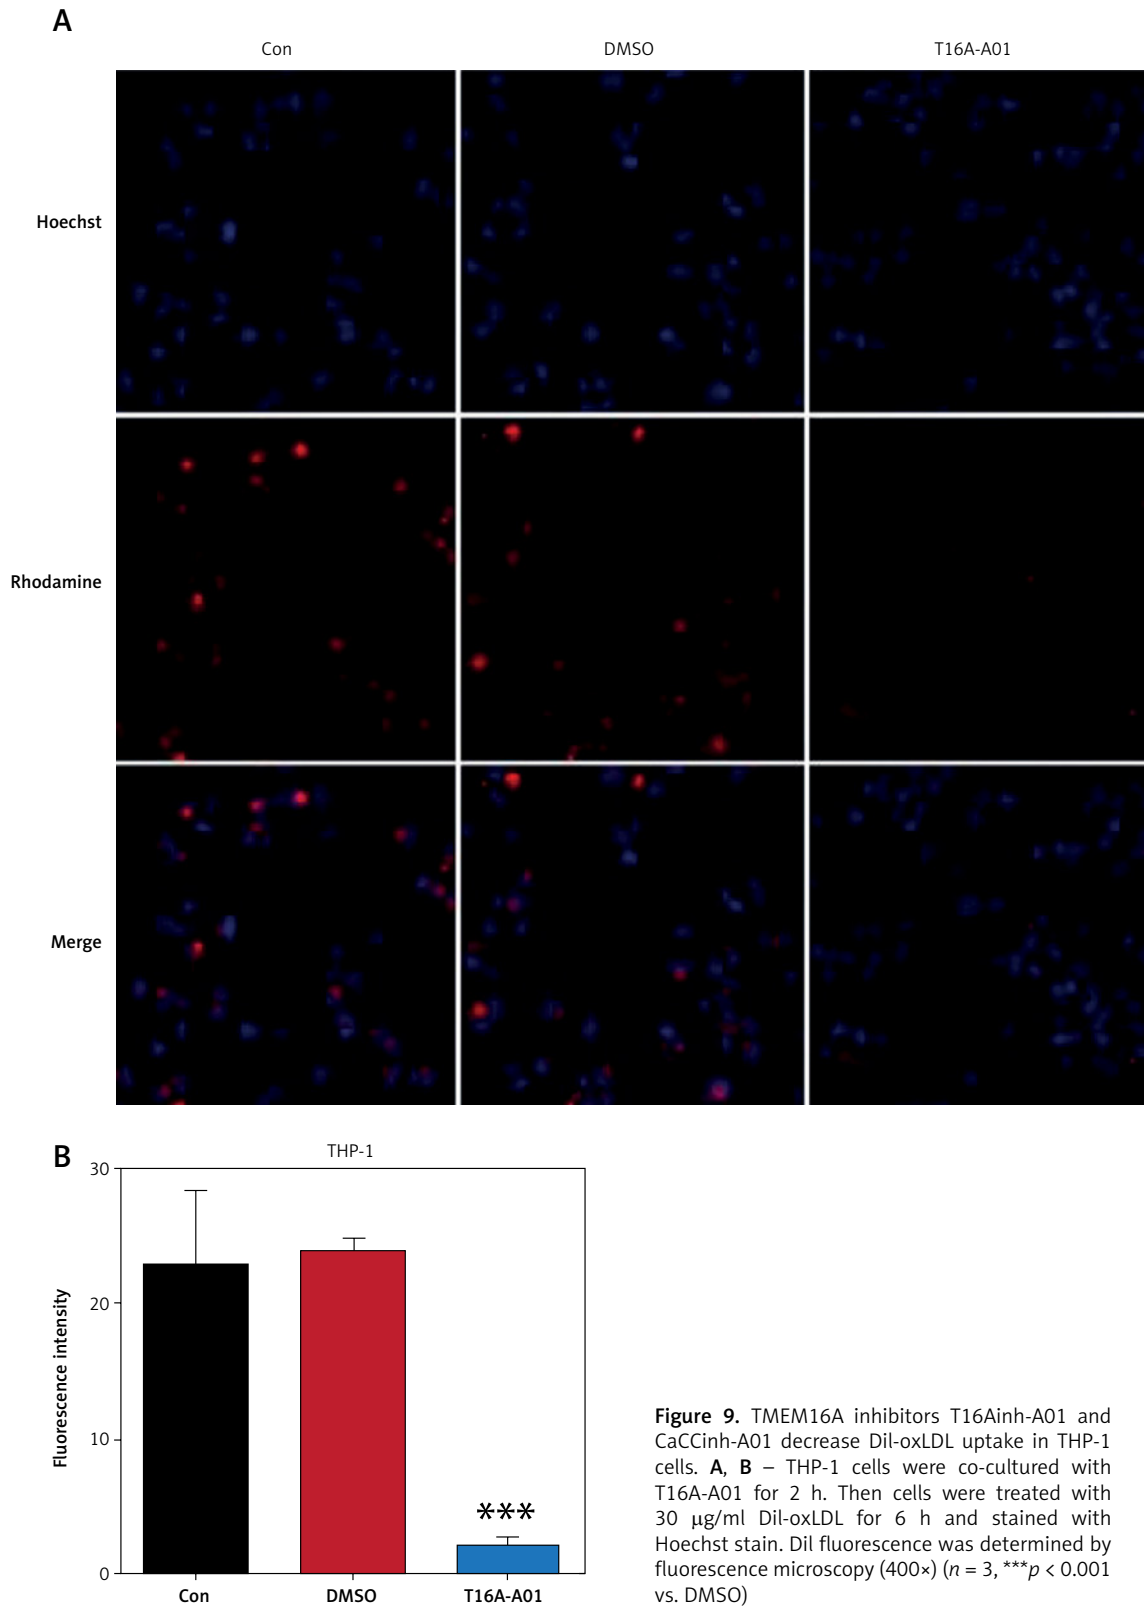 A
Con DMSO T16A-A01
Hoechst
Rhodamine
Merge
B
THP-1
30
20
10
0
Fluorescence intensity
***
Con DMSO T16A-A01
Figure 9. TMEM16A inhibitors T16Ainh-A01 and
CaCCinh-A01 decrease Dil-oxLDL uptake in THP-1
cells. A, B – THP-1 cells were co-cultured with
T16A-A01 for 2 h. Then cells were treated with
30 μg/ml Dil-oxLDL for 6 h and stained with
Hoechst stain. Dil fluorescence was determined by
fluorescence microscopy (400×) (n = 3, ***p < 0.001
vs. DMSO)